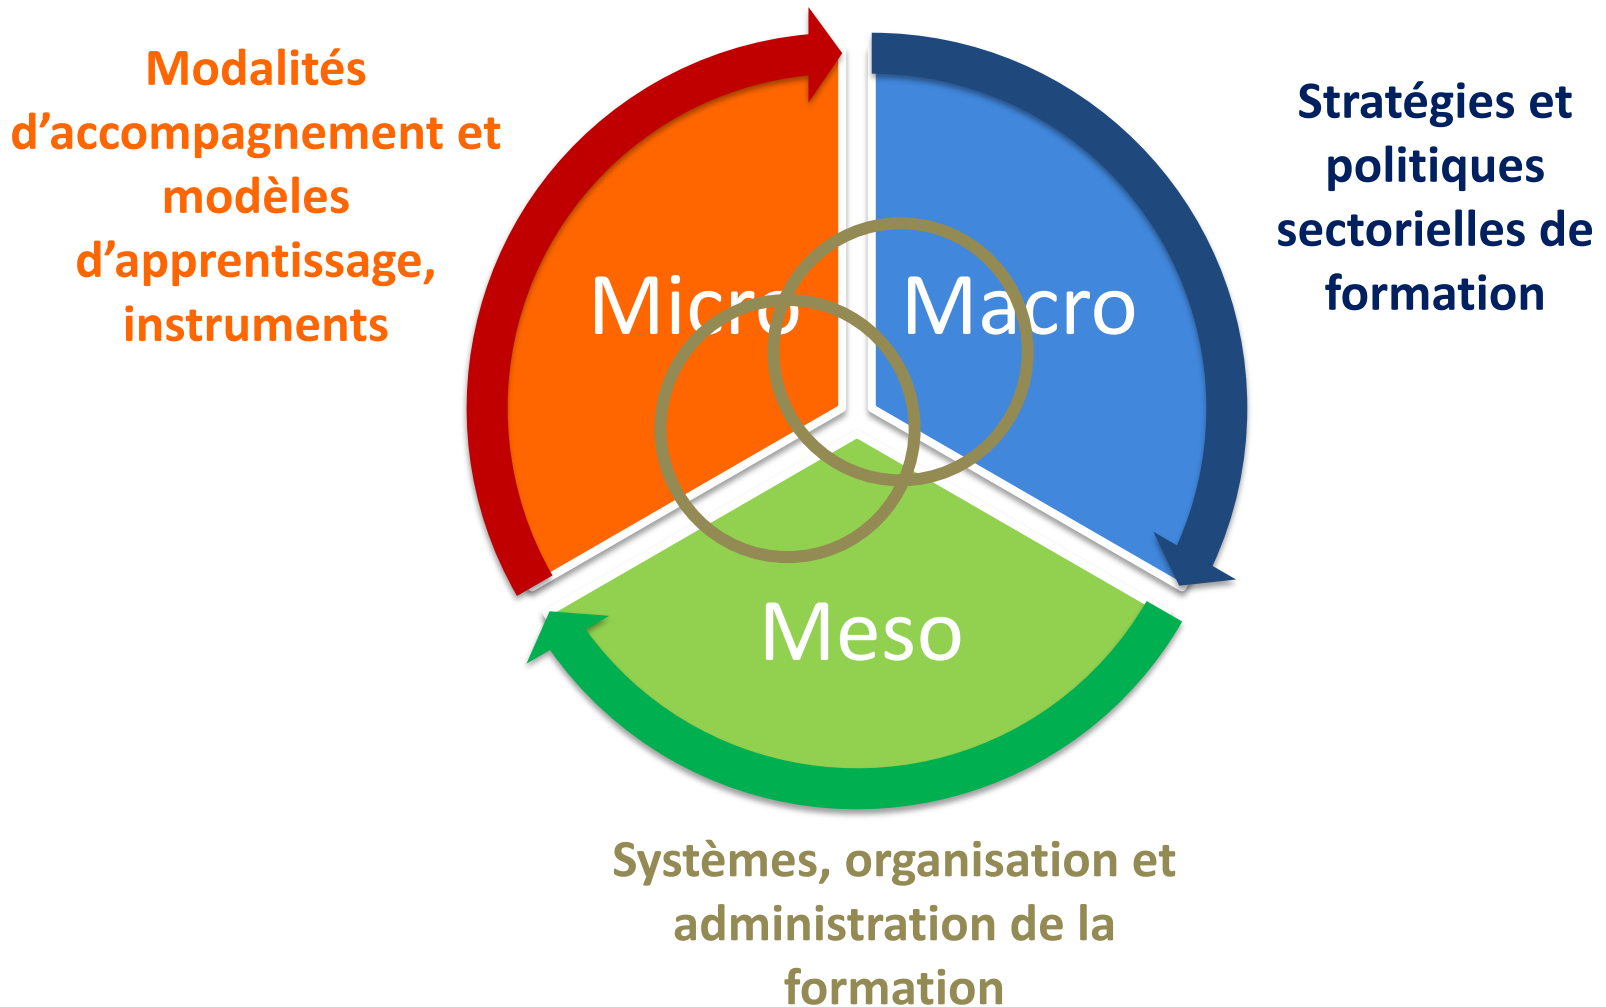 Modalités
d’accompagnement et
modèles
d’apprentissage,
instruments
Stratégies et
politiques
sectorielles de
formation
Micro
Macro
Meso
Systèmes, organisation et
administration de la
formation